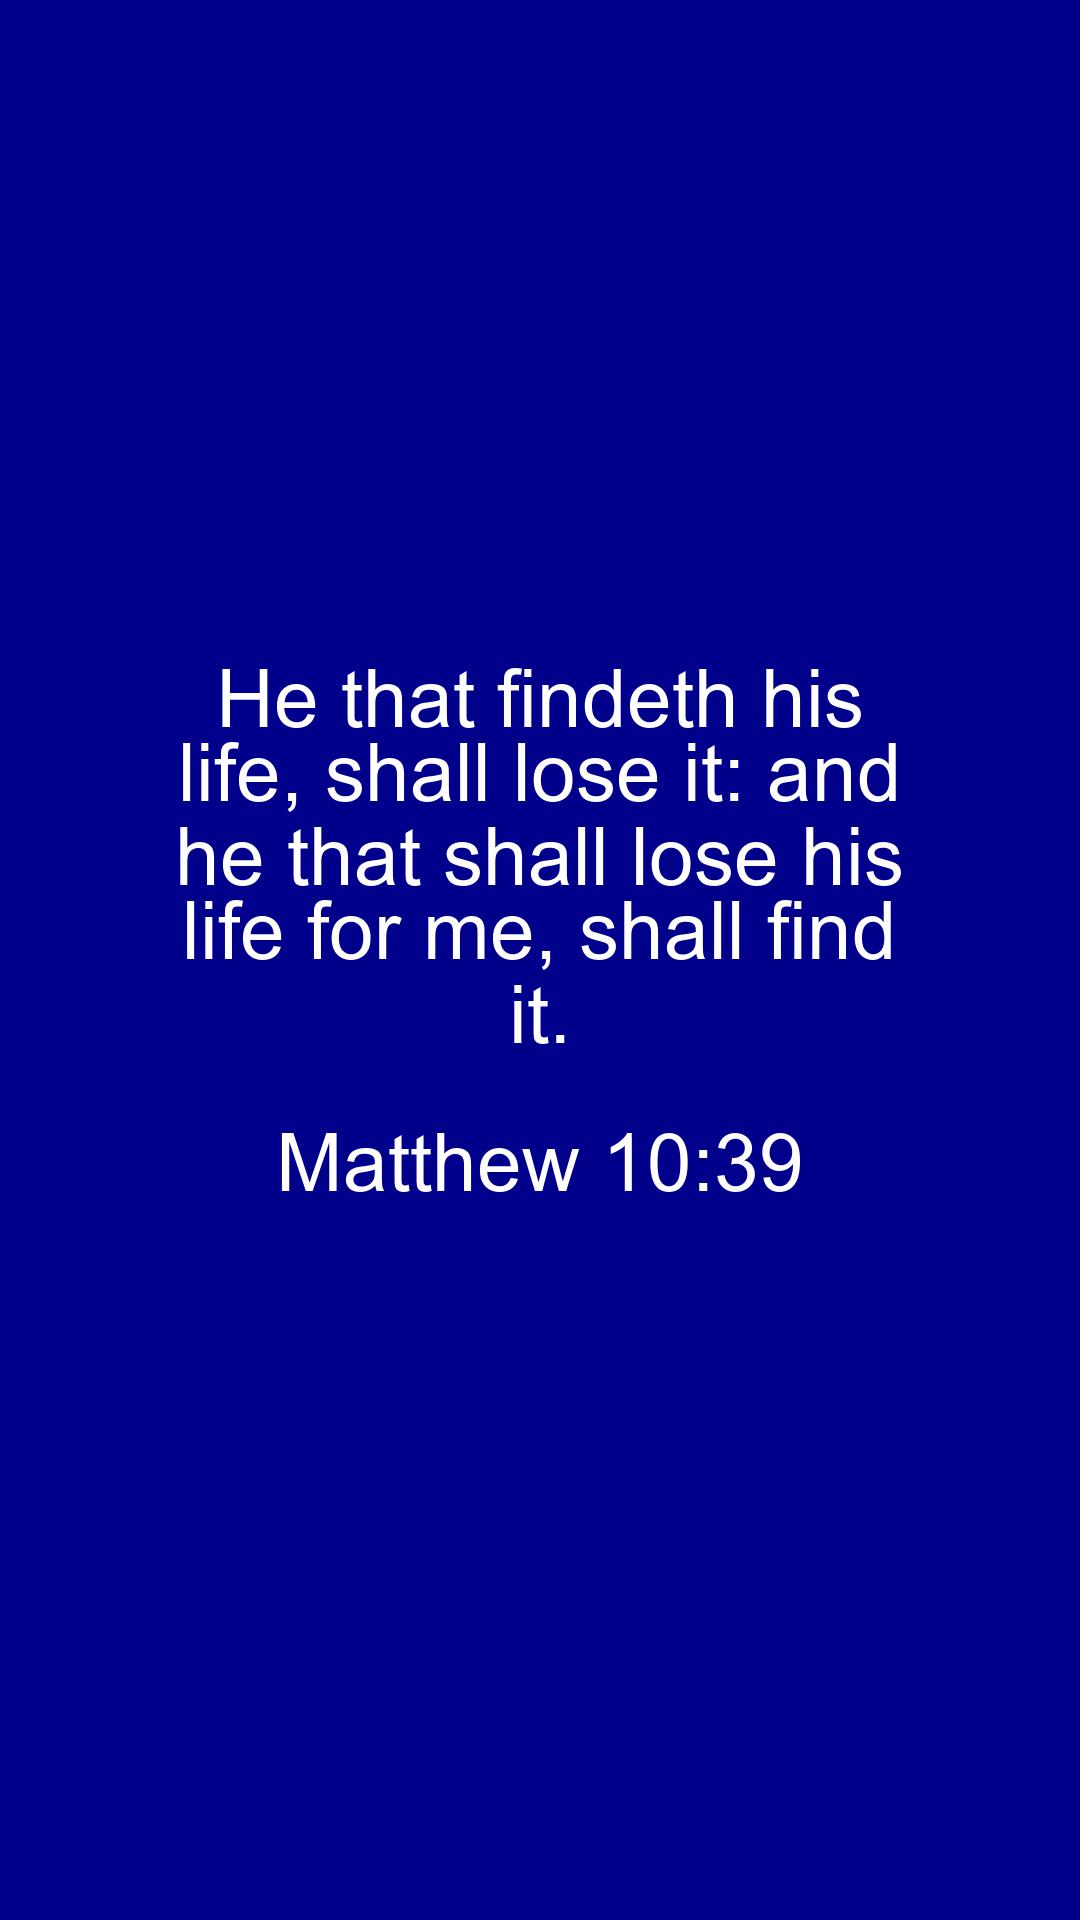 He that findeth his
life, shall lose it: and
he that shall lose his
life for me, shall find
it.
Matthew 10:39